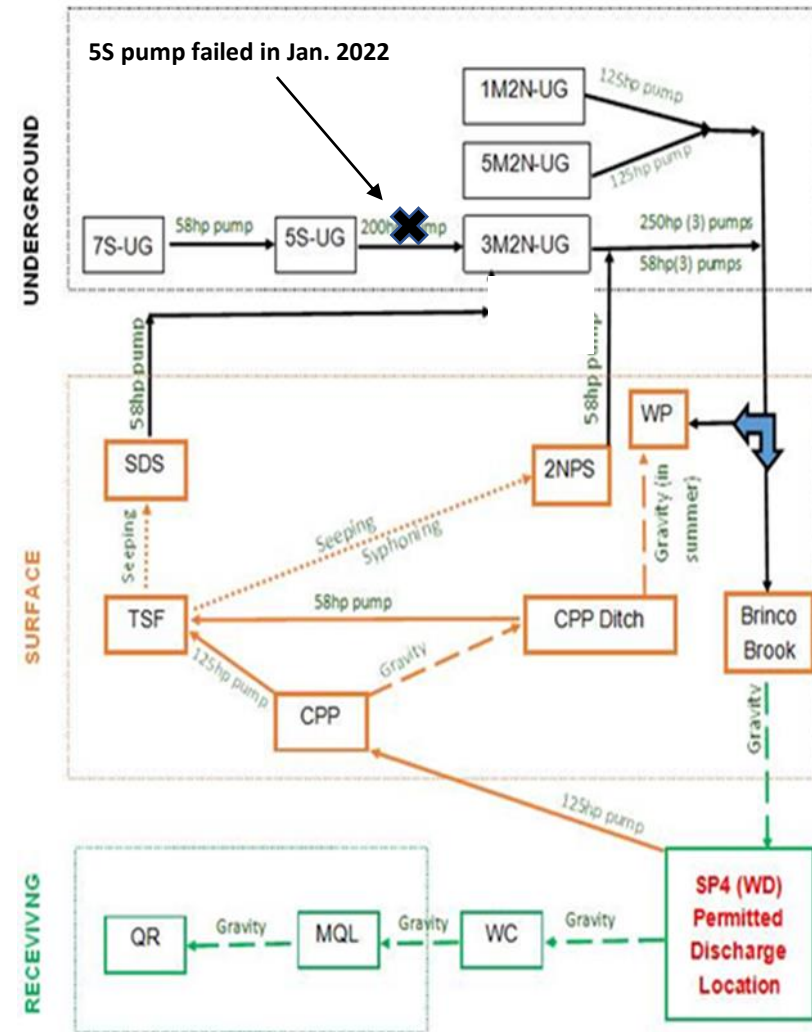 5S pump failed in Jan. 2022
UNDERGROUND
1M2N-UG
125hp pump
5M2N-UG
125hp pump
7S-UG
58hp pump
5S-UG
3M2N-UG
250hp (3) pumps
58hp(3) pumps
58hp pump
58hp pump
SURFACE
SDS
2NPS
WP
Seeping
Seeping
Syphoning
Gravity (in
summer)
TSF
58hp pump
CPP Ditch
Brinco
Brook
125hp pump
Gravity
CPP
Gravity
125hp pump
RECEVIVNG
QR
Gravity
MQL
Gravity
WC
Gravity
SP4 (WD)
Permitted
Discharge
Location